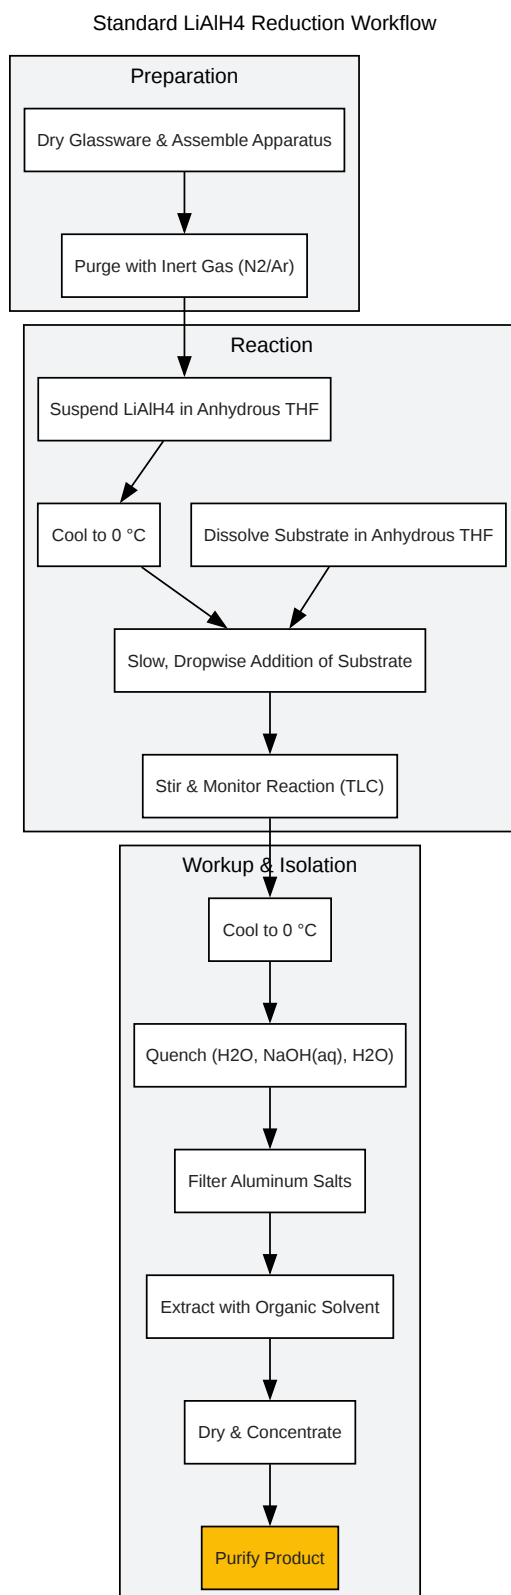 Standard LiAlH4 Reduction Workflow
Preparation
Dry Glassware & Assemble Apparatus
Purge with Inert Gas (N2/Ar)
Reaction
Suspend LiAlH4 in Anhydrous THF
Cool to 0 °C
Dissolve Substrate in Anhydrous THF
Slow, Dropwise Addition of Substrate
Stir & Monitor Reaction (TLC)
Workup & Isolation
Cool to 0 °C
Quench (H2O, NaOH(aq), H2O)
Filter Aluminum Salts
Extract with Organic Solvent
Dry & Concentrate
Purify Product